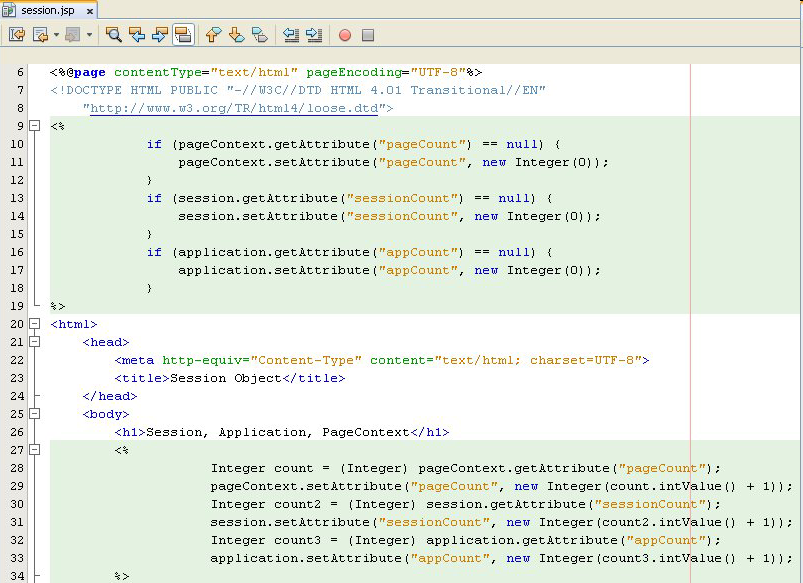 session.jsp x
6 <%@page contentType="text/html" pageEncoding="UTF-8"%>
7 <!DOCTYPE HTML PUBLIC "-//W3C//DTD HTML 4.01 Transitional//EN"
8     "http://www.w3.org/TR/html4/loose.dtd">
9 <%
10             if (pageContext.getAttribute("pageCount") == null) {
11                 pageContext.setAttribute("pageCount", new Integer(0));
12             }
13             if (session.getAttribute("sessionCount") == null) {
14                 session.setAttribute("sessionCount", new Integer(0));
15             }
16             if (application.getAttribute("appCount") == null) {
17                 application.setAttribute("appCount", new Integer(0));
18             }
19 %>
20 <html>
21     <head>
22         <meta http-equiv="Content-Type" content="text/html; charset=UTF-8">
23         <title>Session Object</title>
24     </head>
25     <body>
26         <h1>Session, Application, PageContext</h1>
27         <%
28                     Integer count = (Integer) pageContext.getAttribute("pageCount");
29                     pageContext.setAttribute("pageCount", new Integer(count.intValue() + 1));
30                     Integer count2 = (Integer) session.getAttribute("sessionCount");
31                     session.setAttribute("sessionCount", new Integer(count2.intValue() + 1));
32                     Integer count3 = (Integer) application.getAttribute("appCount");
33                     application.setAttribute("appCount", new Integer(count3.intValue() + 1));
34         %>